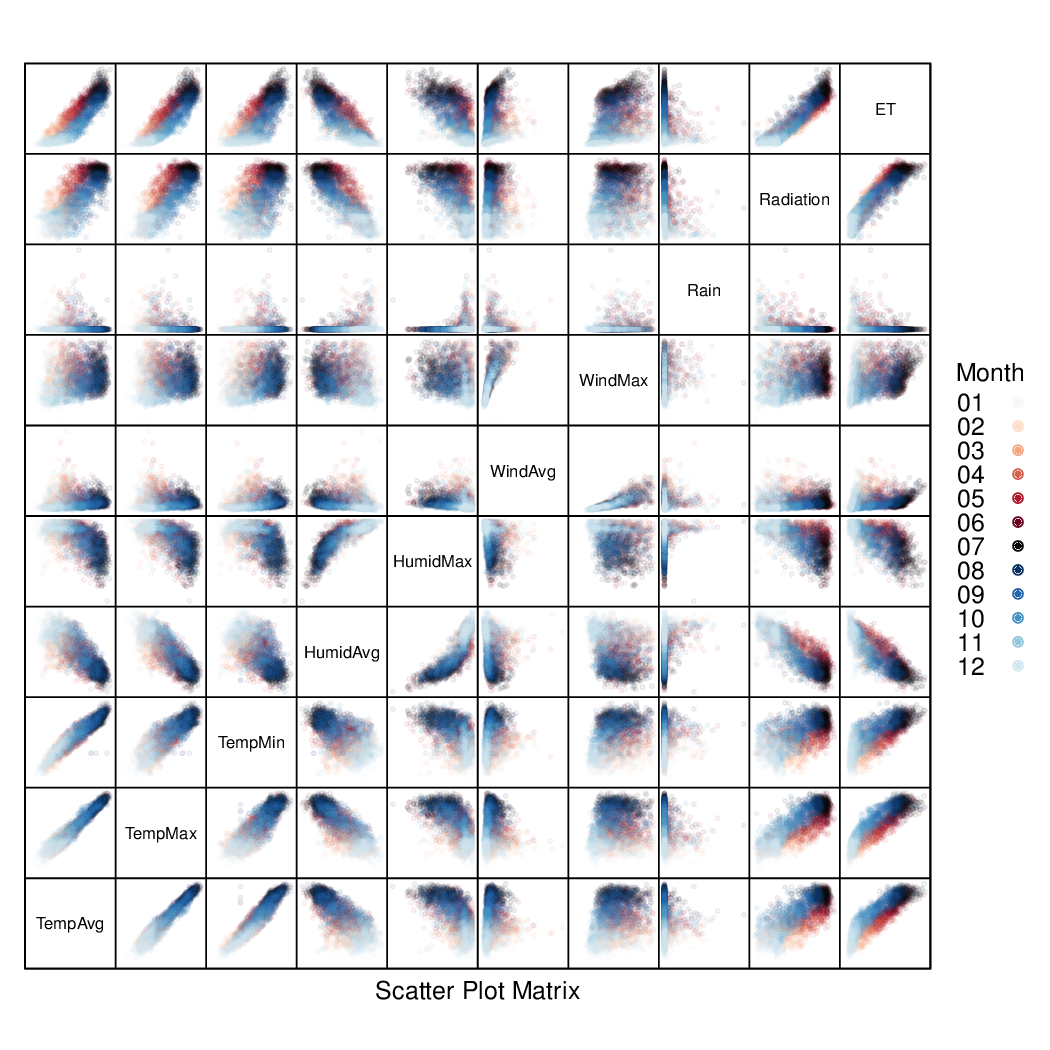 ET
Radiation
Rain
WindMax
WindAvg
HumidMax
HumidAvg
TempMin
TempMax
TempAvg
Scatter Plot Matrix
Month
01
02
03
04
05
06
07
08
09
10
11
12